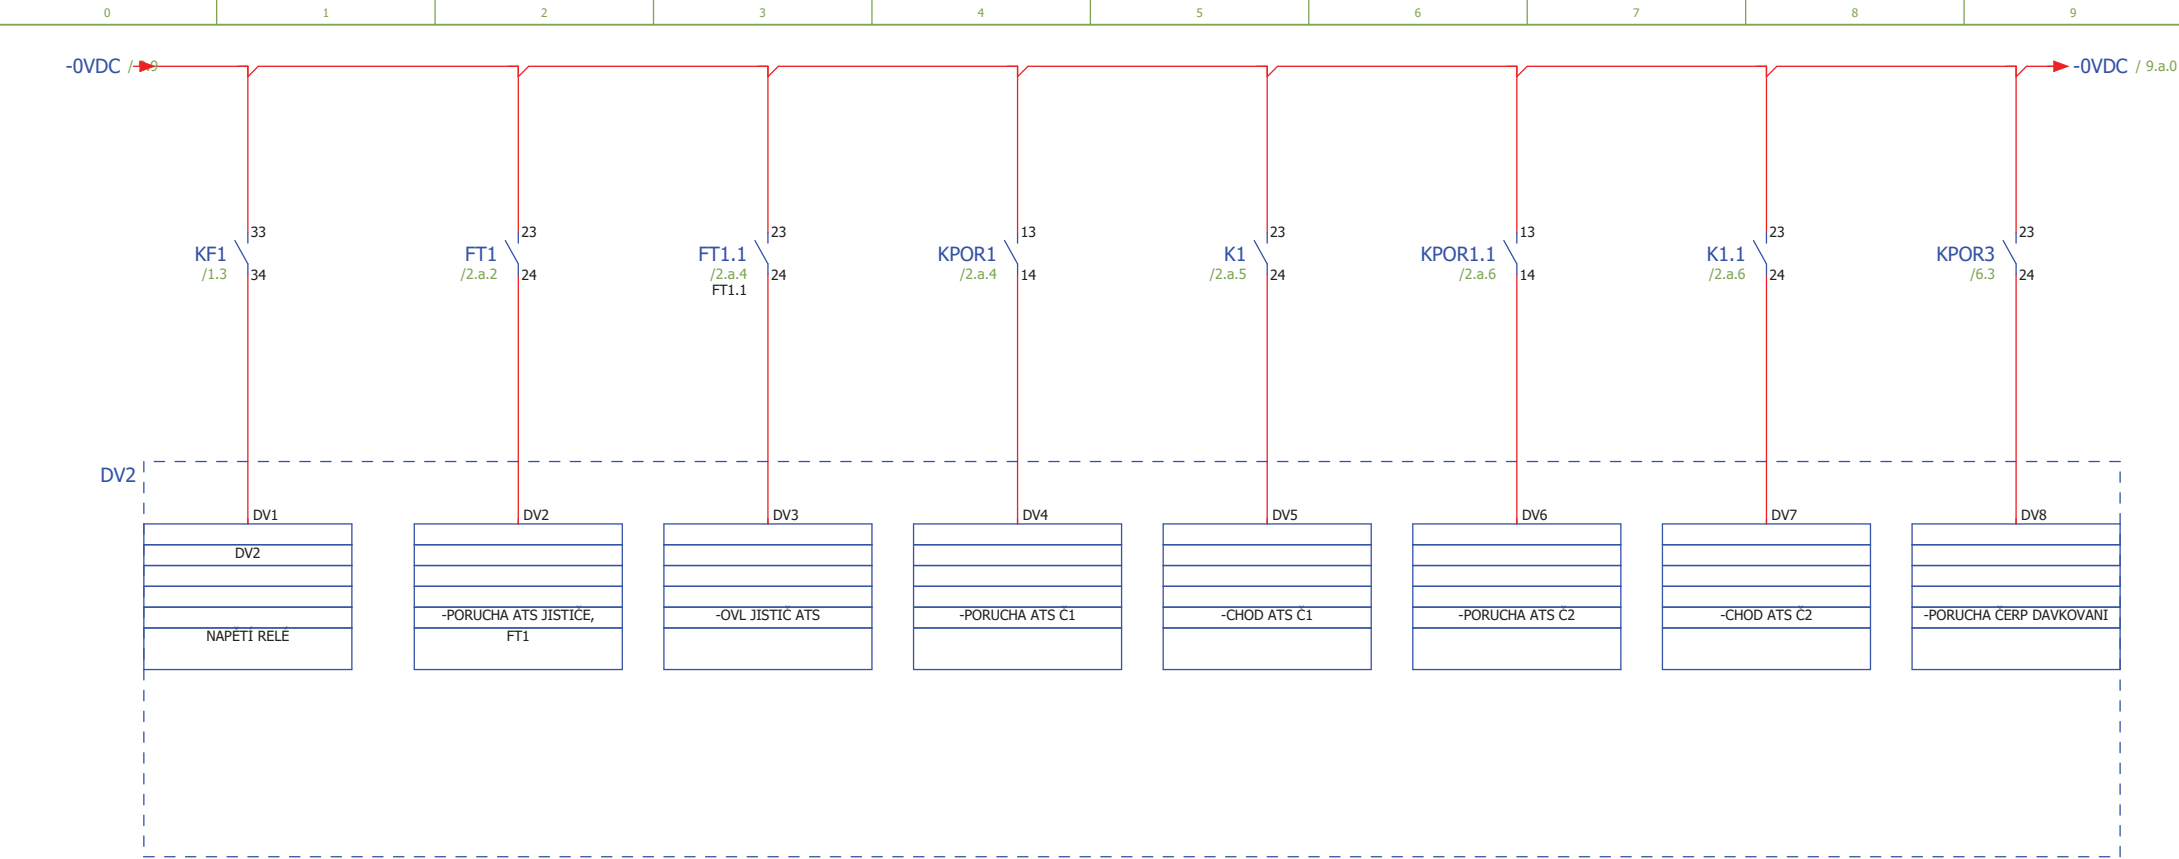 0 1 2 3 4 5 6 7 8 9
-0VDC /
-0VDC / 9.a.0
33 23 23 13 23 13 23 23
KF1 FT1 FT1.1 KPOR1 K1 KPOR1.1 K1.1 KPOR3
/1.3 34 /2.a.2 24 /2.a.4 24 /2.a.4 14 /2.a.5 24 /2.a.6 14 /2.a.6 24 /6.3 24
FT1.1
DV2
DV1 DV2 DV3 DV4 DV5 DV6 DV7 DV8
DV2
-PORUCHA ATS JISTIČE, -OVL JISTIČ ATS -PORUCHA ATS Č1 -CHOD ATS Č1 -PORUCHA ATS Č2 -CHOD ATS Č2 -PORUCHA ČERP DAVKOVANI
NAPĚTÍ RELÉ FT1